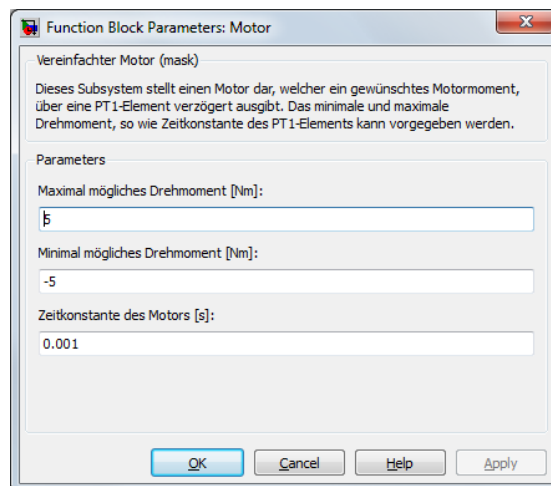 Function Block Parameters: Motor
Vereinfachter Motor (mask)
Dieses Subsystem stellt einen Motor dar, welcher ein gewünschtes Motormoment,
über eine PT1-Element verzögert ausgibt. Das minimale und maximale
Drehmoment, so wie Zeitkonstante des PT1-Elements kann vorgegeben werden.
Parameters
Maximal mögliches Drehmoment [Nm]:
5
Minimal mögliches Drehmoment [Nm]:
-5
Zeitkonstante des Motors [s]:
0.001
OK Cancel Help Apply